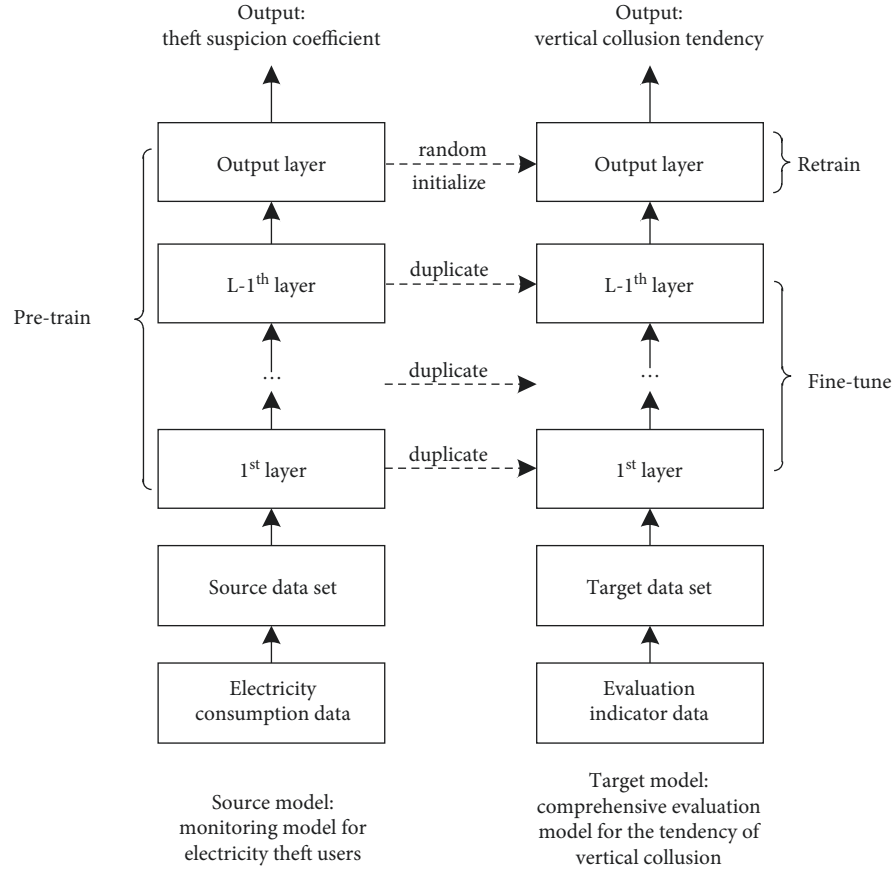 Output:
theft suspicion coefficient
Output:
vertical collusion tendency
Output layer
random
initialize
Output layer
Retrain
L-1th layer
duplicate
L-1th layer
Pre-train
...
duplicate
...
Fine-tune
1st layer
duplicate
1st layer
Source data set
Target data set
Electricity
consumption data
Evaluation
indicator data
Source model:
monitoring model for
electricity theft users
Target model:
comprehensive evaluation
model for the tendency of
vertical collusion